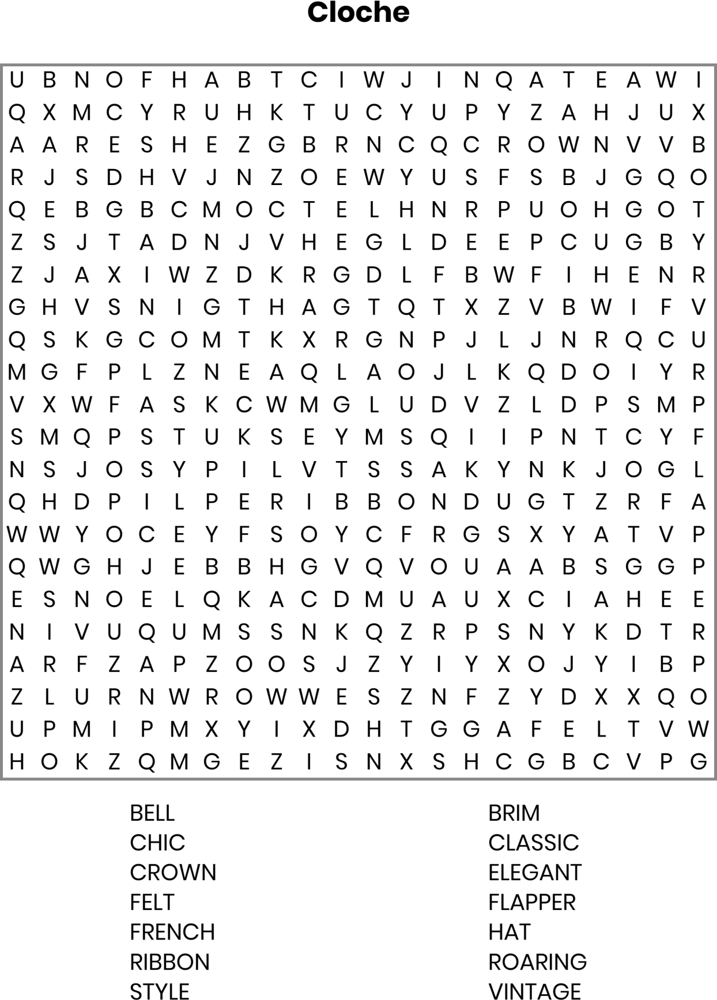 Cloche
U B N O F H A B T C I W J I N Q A T E A W I
Q X M C Y R U H K T U C Y U P Y Z A H J U X
A A R E S H E Z G B R N C Q C R O W N V V B
R J S D H V J N Z O E W Y U S F S B J G Q O
Q E B G B C M O C T E L H N R P U O H G O T
Z S J T A D N J V H E G L D E E P C U G B Y
Z J A X I W Z D K R G D L F B W F I H E N R
G H V S N I G T H A G T Q T X Z V B W I F V
Q S K G C O M T K X R G N P J L J N R Q C U
M G F P L Z N E A Q L A O J L K Q D O I Y R
V X W F A S K C W M G L U D V Z L D P S M P
S M Q P S T U K S E Y M S Q I I P N T C Y F
N S J O S Y P I L V T S S A K Y N K J O G L
Q H D P I L P E R I B B O N D U G T Z R F A
W W Y O C E Y F S O Y C F R G S X Y A T V P
Q W G H J E B B H G V Q V O U A A B S G G P
E S N O E L Q K A C D M U A U X C I A H E E
N I V U Q U M S S N K Q Z R P S N Y K D T R
A R F Z A P Z O O S J Z Y I Y X O J Y I B P
Z L U R N W R O W W E S Z N F Z Y D X X Q O
U P M I P M X Y I X D H T G G A F E L T V W
H O K Z Q M G E Z I S N X S H C G B C V P G
BELL BRIM
CHIC CLASSIC
CROWN ELEGANT
FELT FLAPPER
FRENCH HAT
RIBBON ROARING
STYLE VINTAGE